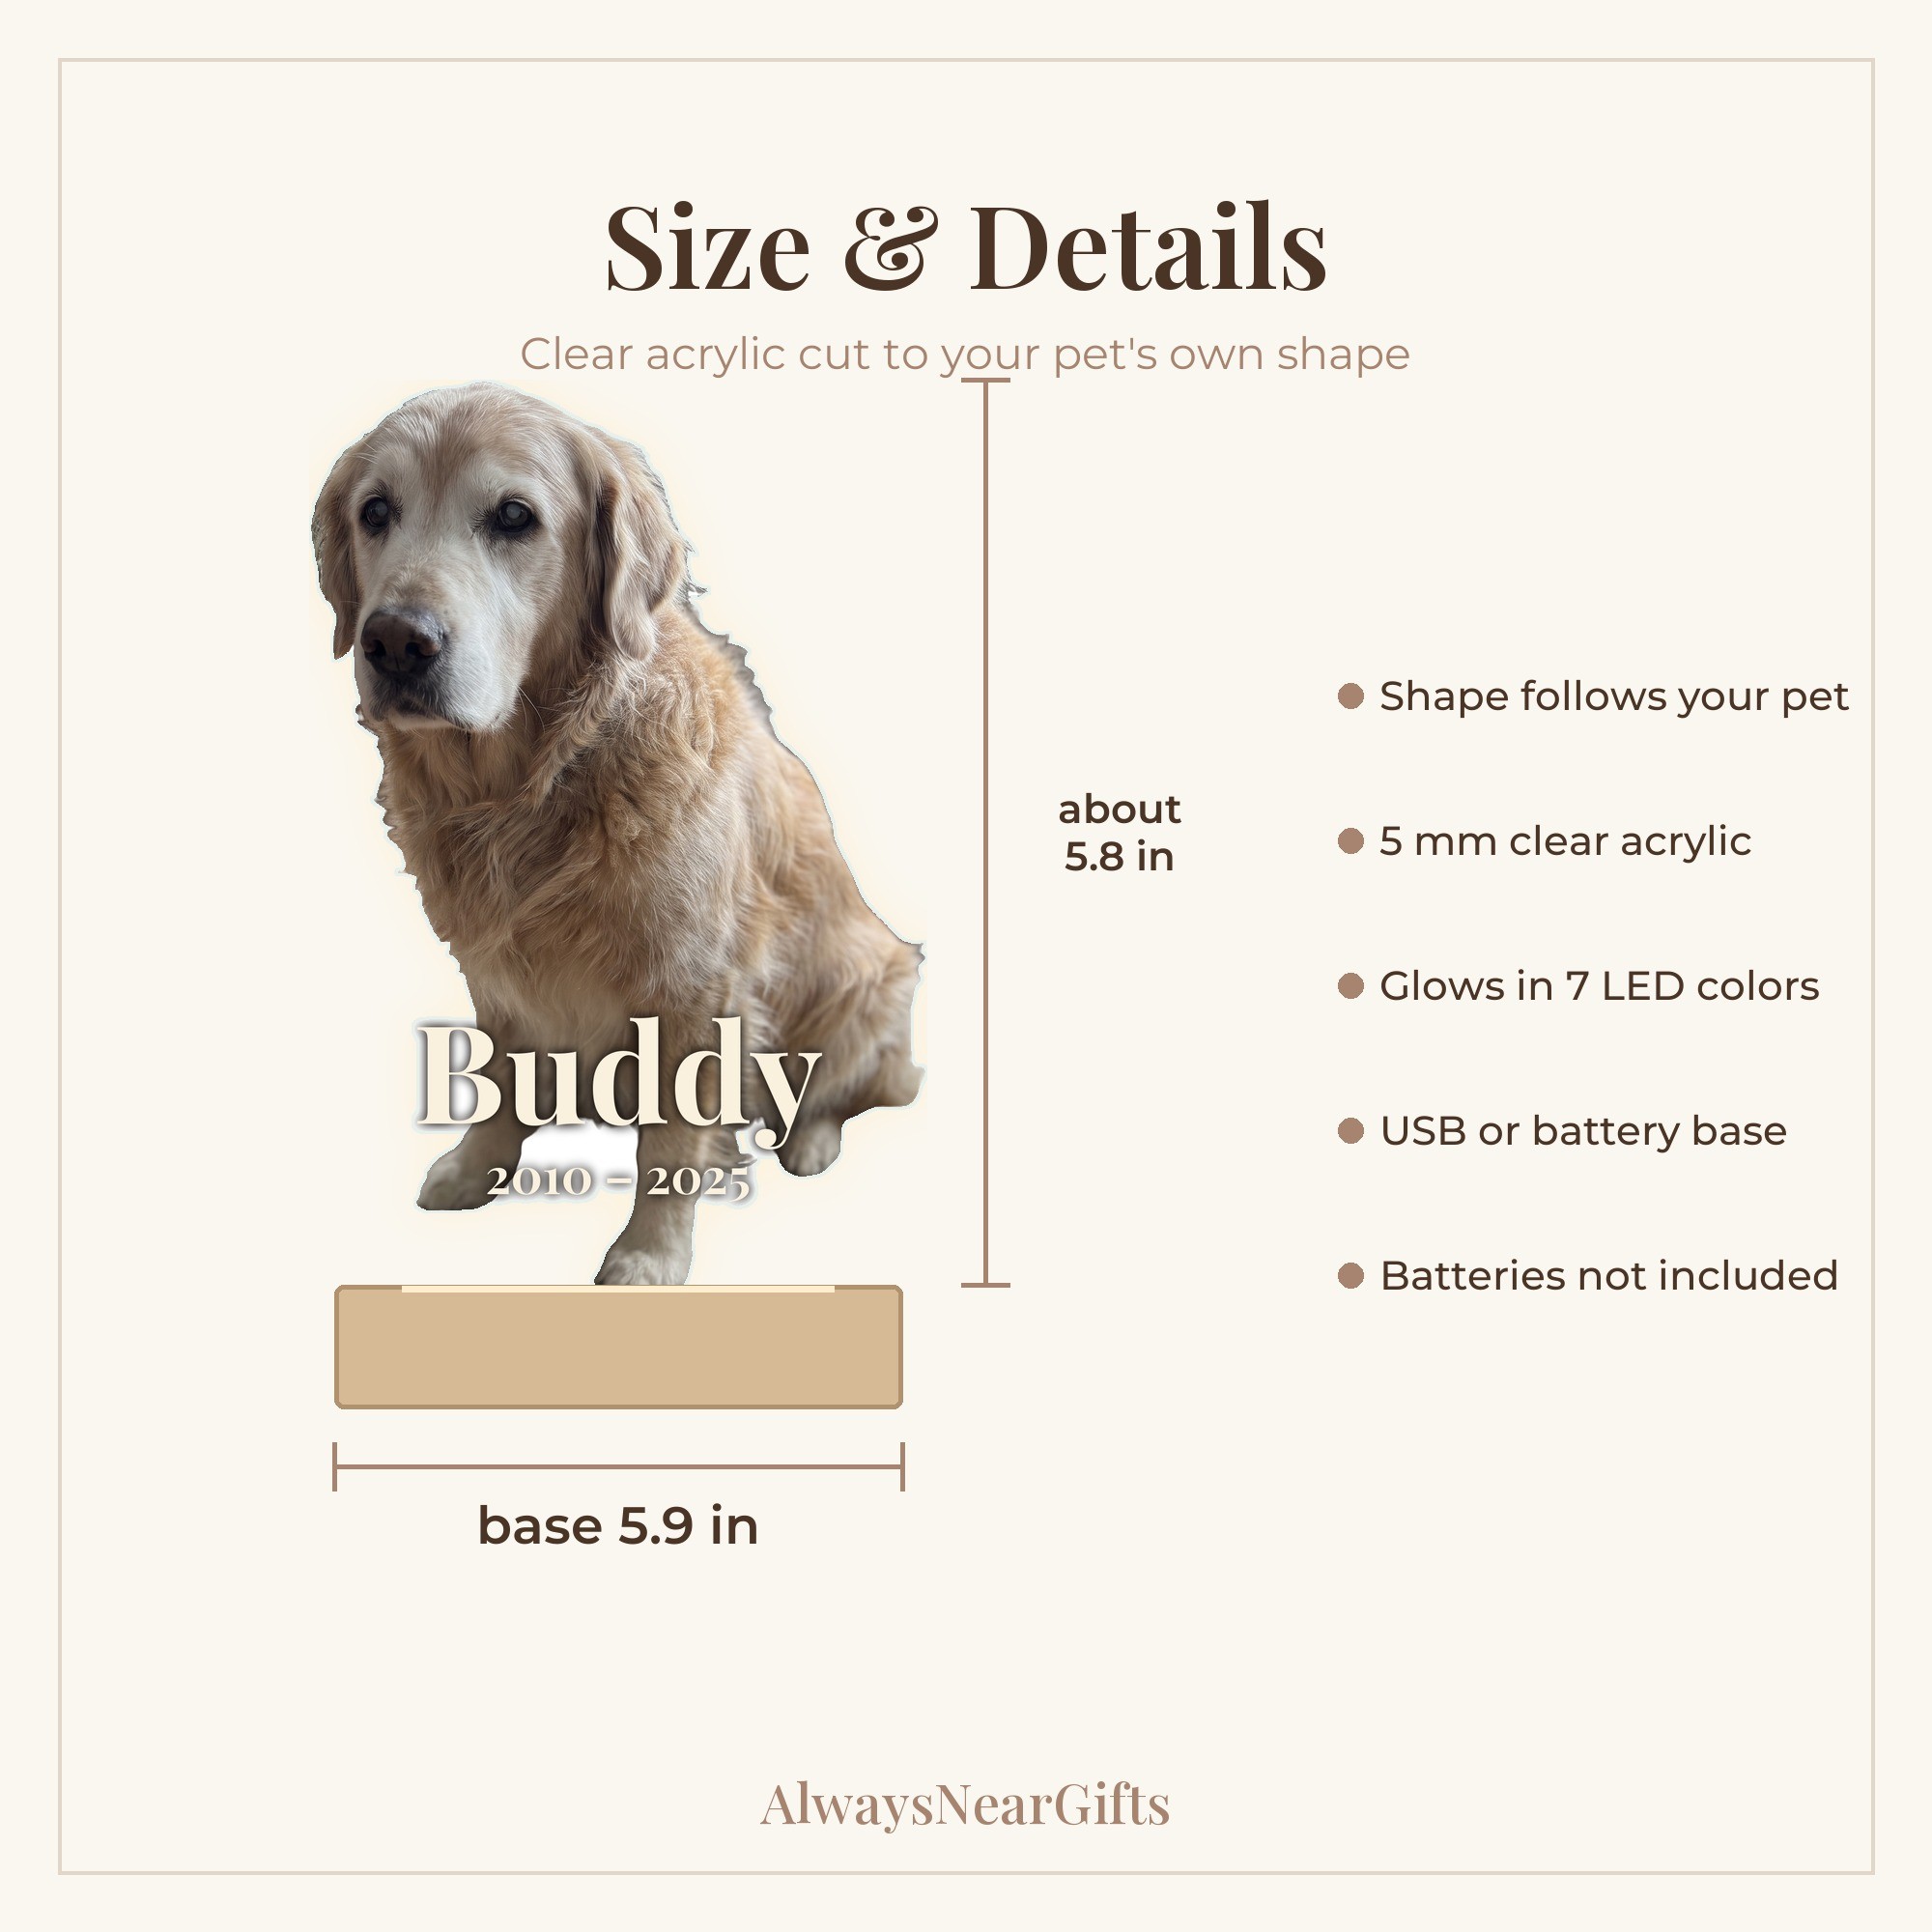 Size & Details
Clear acrylic cut to your pet's own shape
about
5.8 in
Shape follows your pet
5 mm clear acrylic
Glows in 7 LED colors
USB or battery base
Batteries not included
Buddy
2010 – 2025
base 5.9 in
AlwaysNearGifts